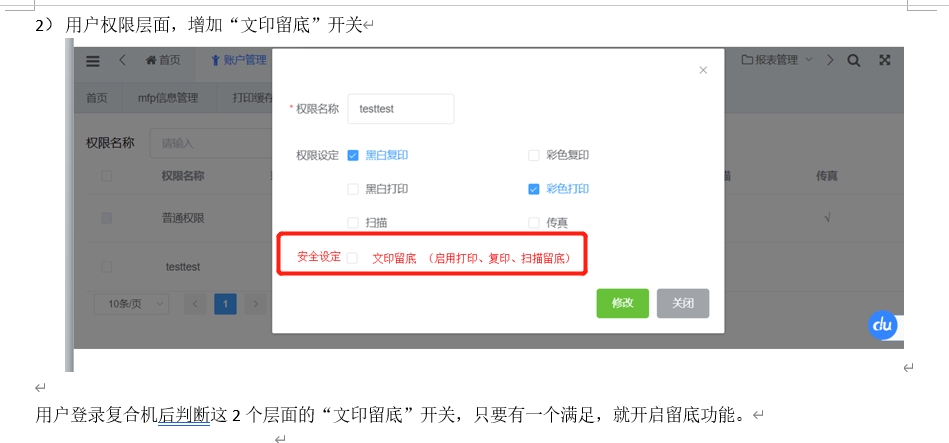 2）用户权限层面，增加“文印留底”开关
首页 账户管理 报表管理
首页 mfp信息管理 打印缓存
权限名称 请输入
权限名称 传真
普通权限 √
testtest
10条/页 1
* 权限名称 testtest
权限设定 黑白复印 彩色复印
黑白打印 彩色打印
扫描 传真
安全设定 文印留底 （启用打印、复印、扫描留底）
修改 关闭
du
用户登录复合机后判断这2个层面的“文印留底”开关，只要有一个满足，就开启留底功能。